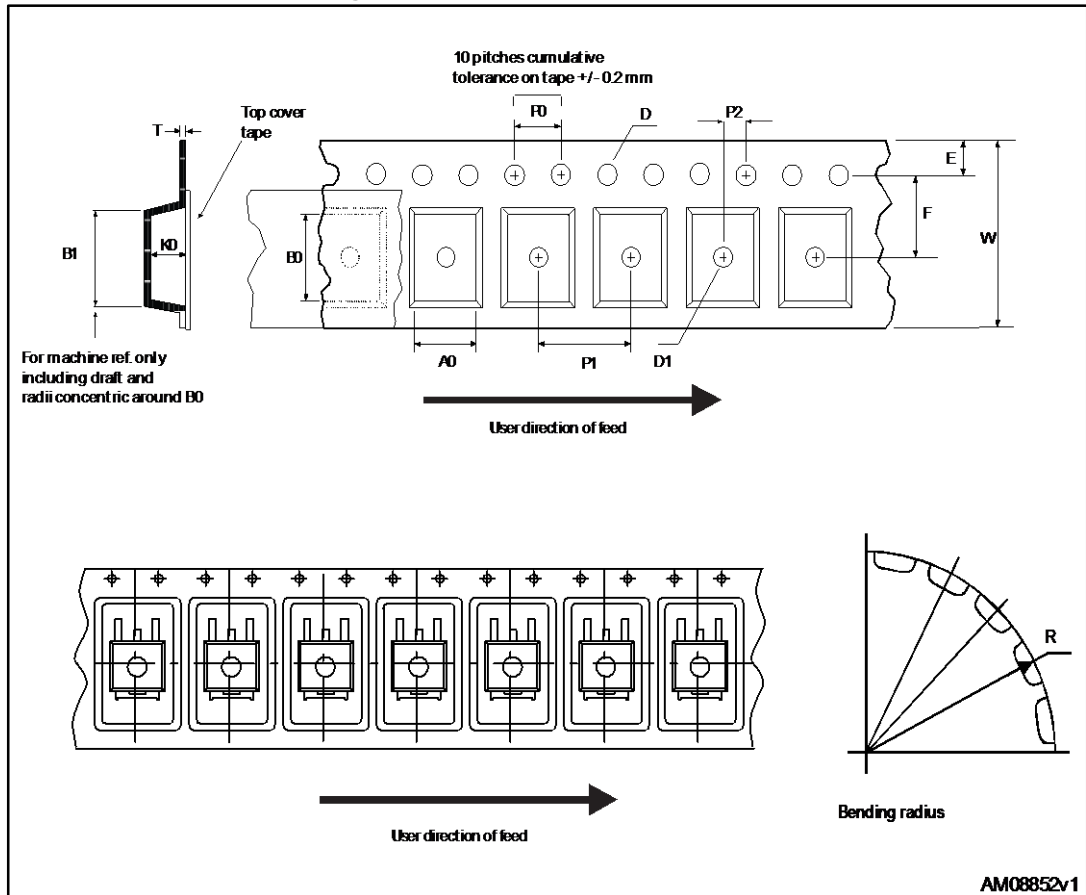 10 pitches cumulative
tolerance on tape +/- 0.2 mm
T
Top cover
tape
P0
D
P2
E
F
W
B1
K0
B0
For machine ref. only
including draft and
radii concentric around B0
A0
P1
D1
User direction of feed
R
Bending radius
User direction of feed
AM08852v1